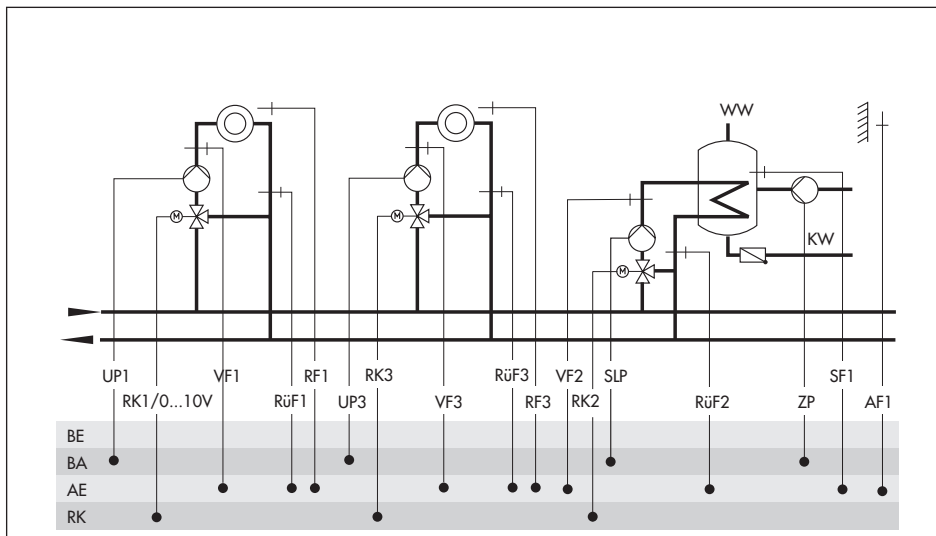 WW
M
M
KW
M
UP1 VF1 RF1 RK3 RüF3 VF2 SLP SF1
RK1/0...10V RüF1 UP3 VF3 RF3 RK2 RüF2 ZP AF1
BE
BA
AE
RK